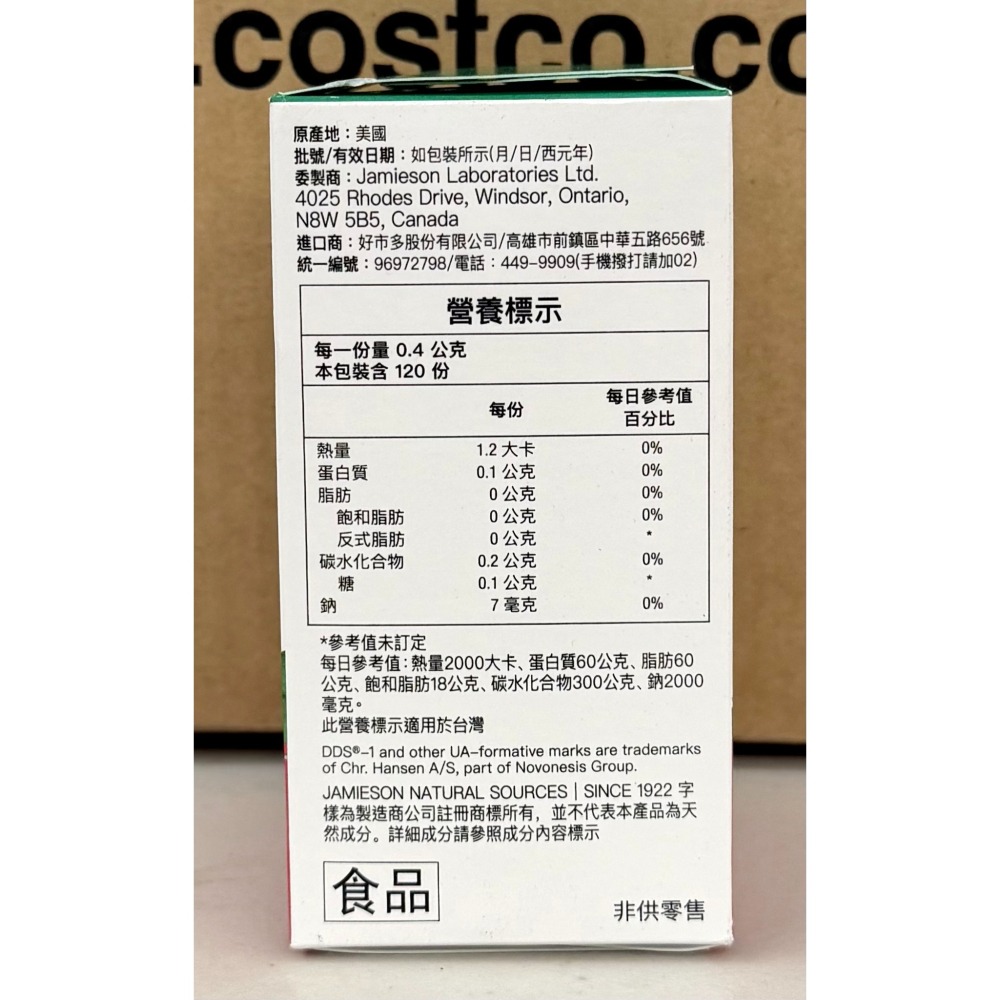 .costco.co
原產地：美國
批號/有效日期：如包裝所示(月/日/西元年)
委製商：Jamieson Laboratories Ltd.
4025 Rhodes Drive, Windsor, Ontario,
N8W 5B5, Canada
進口商：好市多股份有限公司/高雄市前鎮區中華五路656號
統一編號：96972798/電話：449-9909(手機撥打請加02)
營養標示
每一份量 0.4 公克
本包裝含 120 份
每份 每日參考值
百分比
熱量 1.2 大卡 0%
蛋白質 0.1 公克 0%
脂肪 0 公克 0%
飽和脂肪 0 公克 0%
反式脂肪 0 公克 *
碳水化合物 0.2 公克 0%
糖 0.1 公克 *
鈉 7 毫克 0%
*參考值未訂定
每日參考值：熱量2000大卡、蛋白質60公克、脂肪60
公克、飽和脂肪18公克、碳水化合物300公克、鈉2000
毫克。
此營養標示適用於台灣
DDS®-1 and other UA-formative marks are trademarks
of Chr. Hansen A/S, part of Novonesis Group.
JAMIESON NATURAL SOURCES | SINCE 1922 字
樣為製造商公司註冊商標所有，並不代表本產品為天
然成分。詳細成分請參照成分內容標示
食品
非供零售